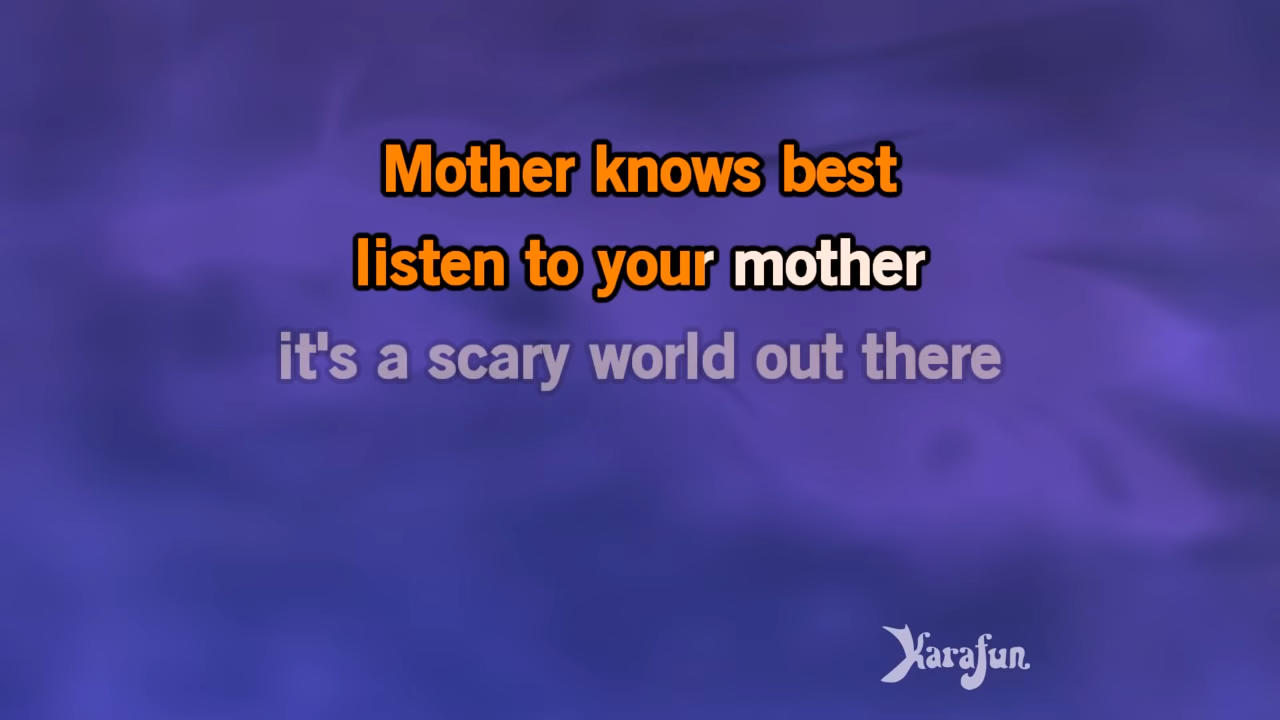 Mother knows best
listen to your mother
it's a scary world out there
Karafun